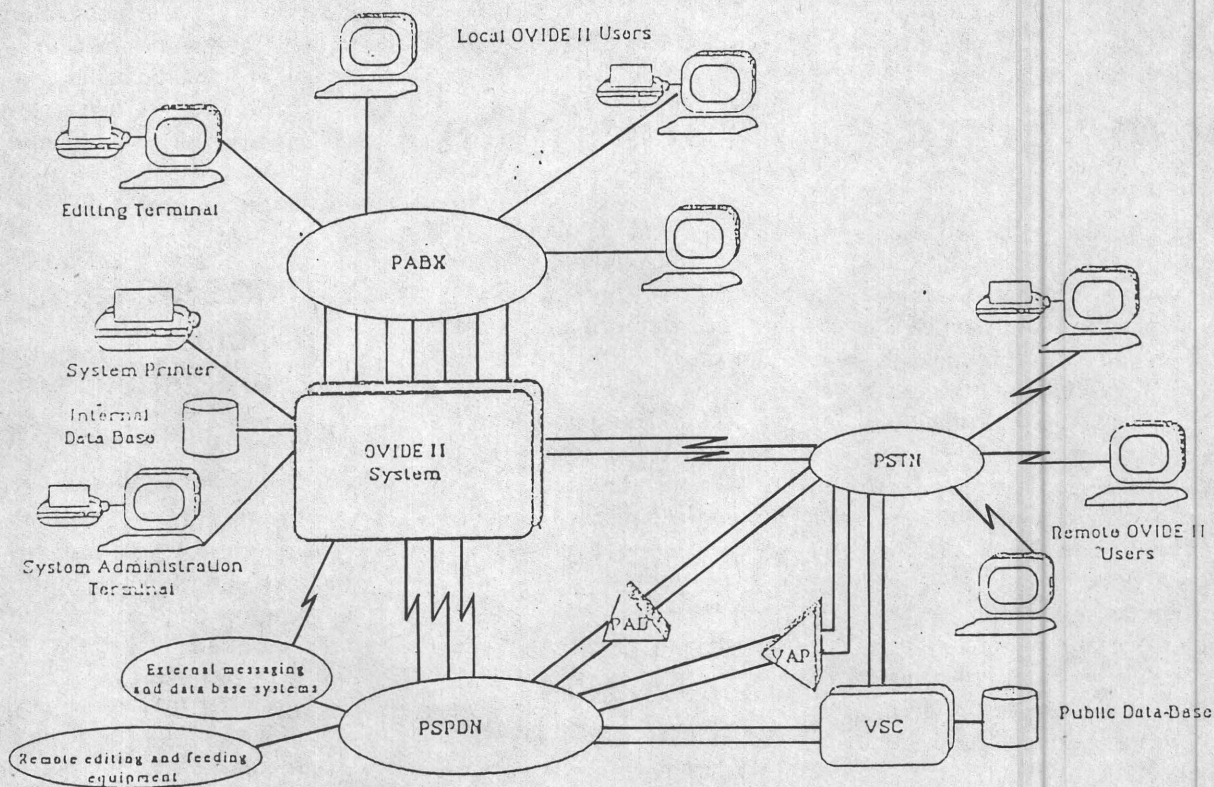 Local OVIDE II Users
Editing Terminal
PABX
System Printer
Internal
Data Base
OVIDE II
System
PSTN
System Administration
Terminal
Remote OVIDE II
Users
PAD
VAP
External messaging
and data base systems
PSPDN
VSC
Public Data-Base
Remote editing and feeding
equipment